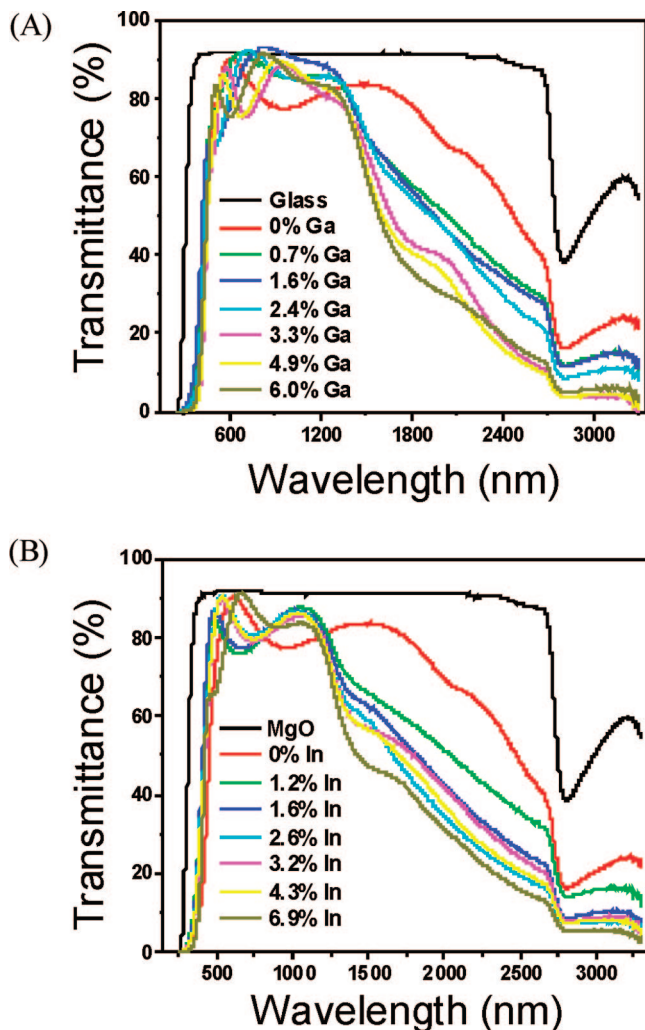 (A)
100
80
60
40
20
0
Transmittance (%)
Glass
0% Ga
0.7% Ga
1.6% Ga
2.4% Ga
3.3% Ga
4.9% Ga
6.0% Ga
600 1200 1800 2400 3000
Wavelength (nm)
(B)
100
80
60
40
20
0
Transmittance (%)
MgO
0% In
1.2% In
1.6% In
2.6% In
3.2% In
4.3% In
6.9% In
500 1000 1500 2000 2500 3000
Wavelength (nm)